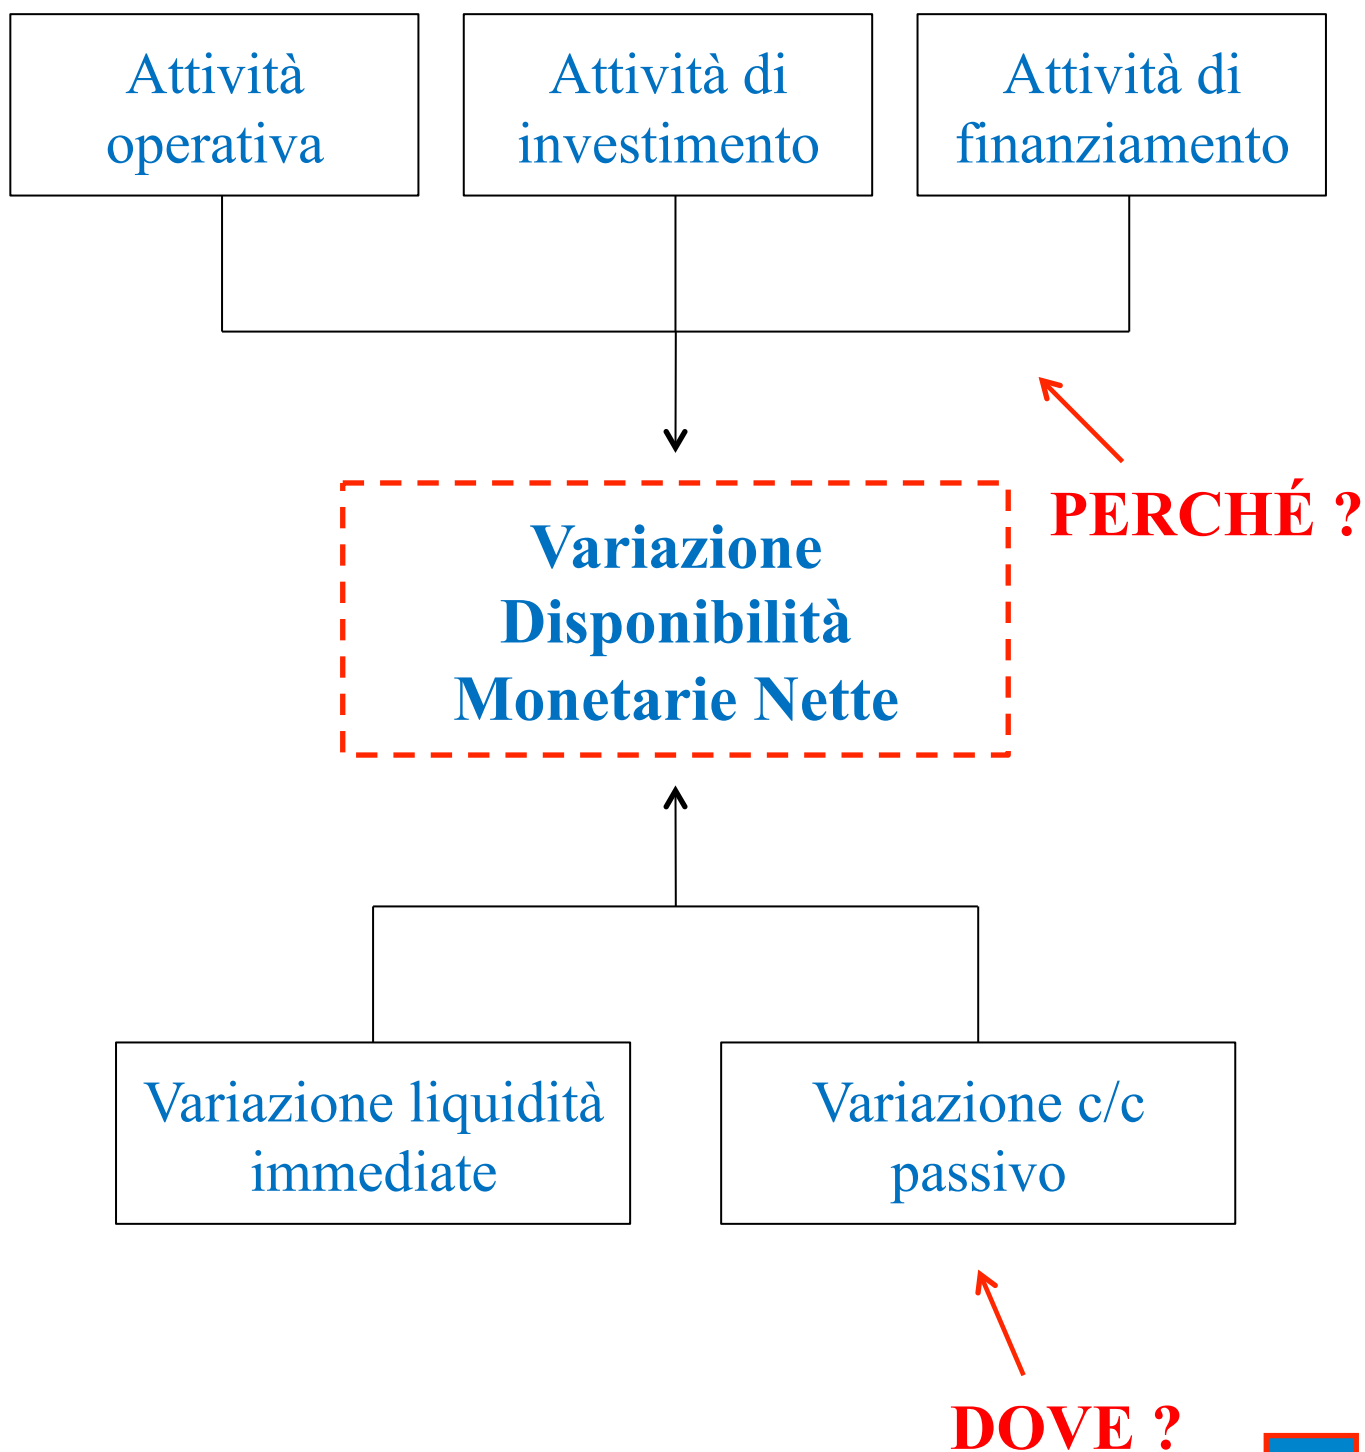 Attività
operativa
Attività di
investimento
Attività di
finanziamento
PERCHÉ ?
Variazione
Disponibilità
Monetarie Nette
Variazione liquidità
immediate
Variazione c/c
passivo
DOVE ?